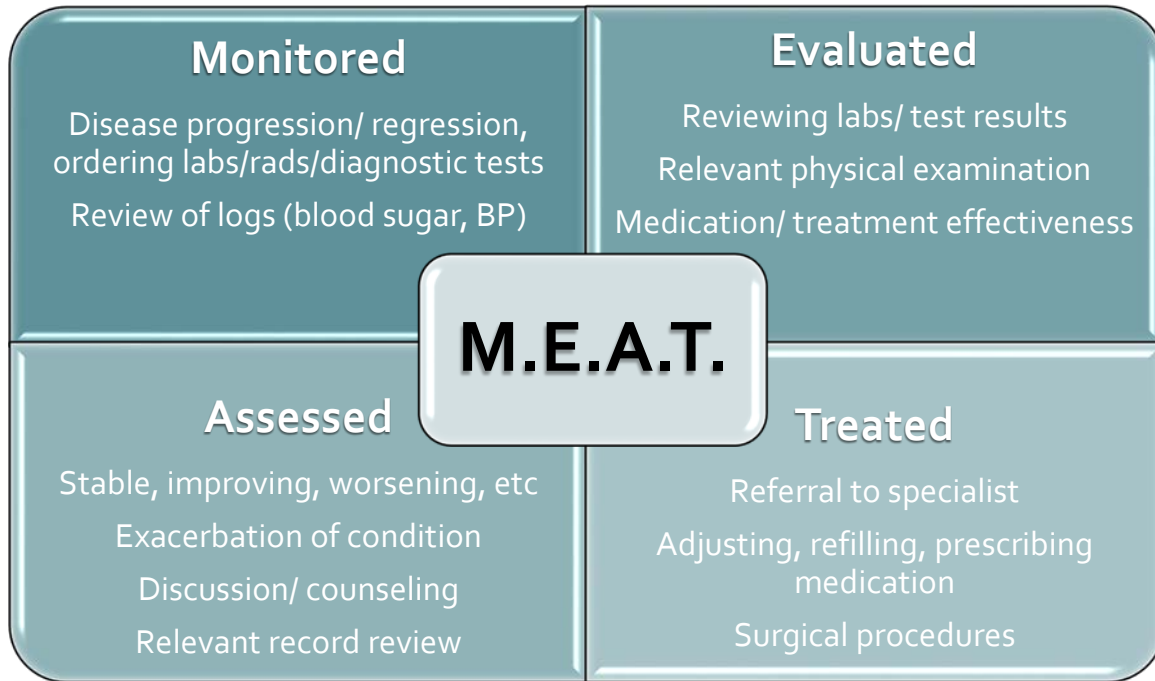 Monitored
Disease progression/ regression,
ordering labs/rads/diagnostic tests
Review of logs (blood sugar, BP)
Evaluated
Reviewing labs/ test results
Relevant physical examination
Medication/ treatment effectiveness
M.E.A.T.
Assessed
Stable, improving, worsening, etc
Exacerbation of condition
Discussion/ counseling
Relevant record review
Treated
Referral to specialist
Adjusting, refilling, prescribing
medication
Surgical procedures